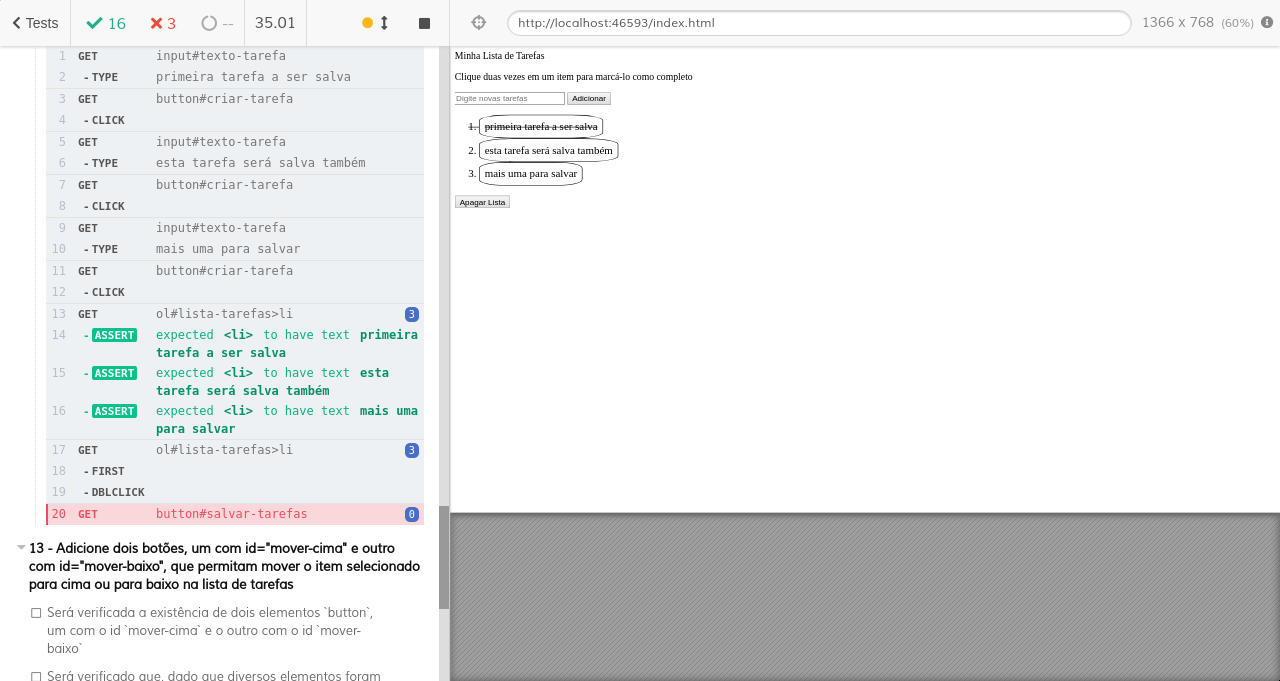 Tests 16 3 -- 35.01 http://localhost:46593/index.html 1366 x 768 (60%)
1 GET input#texto-tarefa
2 -TYPE primeira tarefa a ser salva
3 GET button#criar-tarefa
4 -CLICK
5 GET input#texto-tarefa
6 -TYPE esta tarefa será salva também
7 GET button#criar-tarefa
8 -CLICK
9 GET input#texto-tarefa
10 -TYPE mais uma para salvar
11 GET button#criar-tarefa
12 -CLICK
13 GET ol#lista-tarefas>li 3
14 -ASSERT expected <li> to have text primeira
tarefa a ser salva
15 -ASSERT expected <li> to have text esta
tarefa será salva também
16 -ASSERT expected <li> to have text mais uma
para salvar
17 GET ol#lista-tarefas>li 3
18 -FIRST
19 -DBLCLICK
20 GET button#salvar-tarefas 0
13 - Adicione dois botões, um com id="mover-cima" e outro
com id="mover-baixo", que permitam mover o item selecionado
para cima ou para baixo na lista de tarefas
Será verificada a existência de dois elementos `button`,
um com o id `mover-cima` e o outro com o id `mover-
baixo`
Será verificado que, dado que diversos elementos foram
Minha Lista de Tarefas
Clique duas vezes em um item para marcá-lo como completo
Digite novas tarefas Adicionar
1. primeira tarefa a ser salva
2. esta tarefa será salva também
3. mais uma para salvar
Apagar Lista